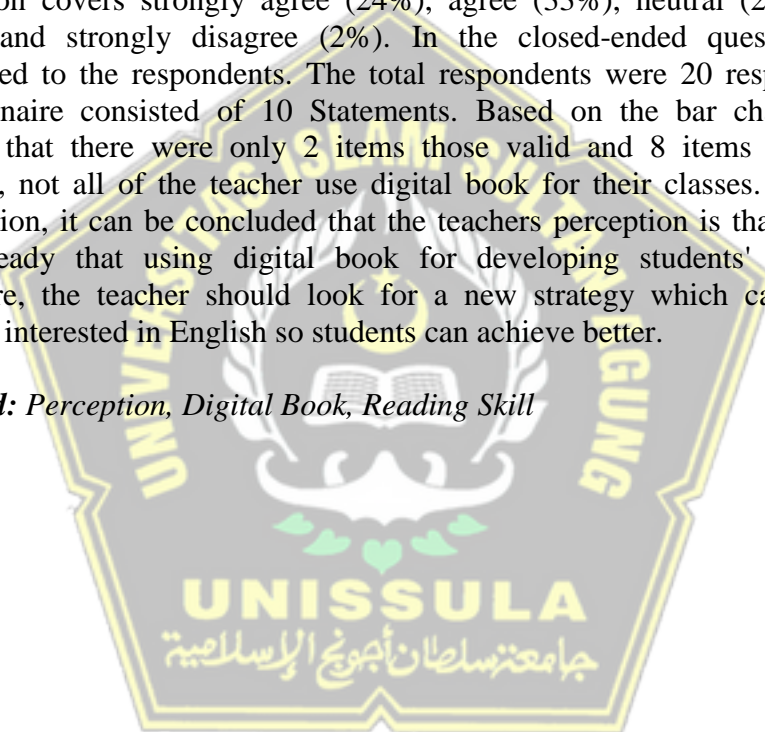 on covers strongly agree (24%), agree (55%), neutral (2
and strongly disagree (2%). In the closed-ended ques
ed to the respondents. The total respondents were 20 resp
naire consisted of 10 Statements. Based on the bar ch
that there were only 2 items those valid and 8 items
, not all of the teacher use digital book for their classes.
ion, it can be concluded that the teachers perception is tha
eady that using digital book for developing students'
re, the teacher should look for a new strategy which ca
interested in English so students can achieve better.
d: Perception, Digital Book, Reading Skill
UNIVERSITAS ISLAM SULTAN AGUNG
UNISSULA
جامعة سلطان أجونج الإسلامية